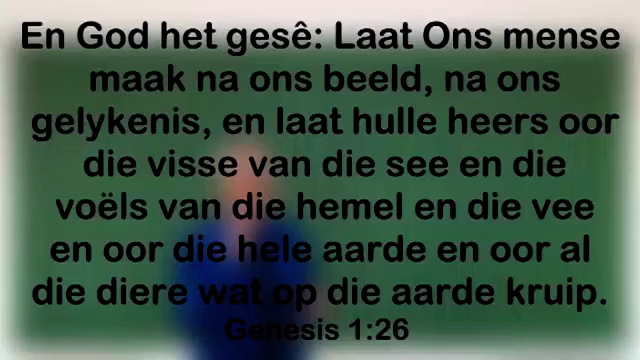 En God het gesê: Laat Ons mense
maak na ons beeld, na ons
gelykenis, en laat hulle heers oor
die visse van die see en die
voëls van die hemel en die vee
en oor die hele aarde en oor al
die diere wat op die aarde kruip.
Genesis 1:26